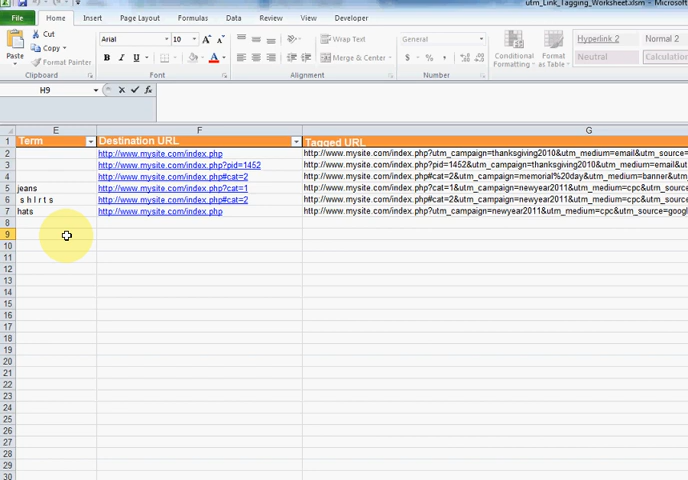 utm_Link_Tagging_Worksheet.xlsm - Microsoft
File Home Insert Page Layout Formulas Data Review View Developer
Cut
Copy
Format Painter
Paste
Clipboard
Arial 10 A A
B I U
Font
Wrap Text
Merge & Center
Alignment
General
$ % ,
Number
Conditional Formatting
Format as Table
Hyperlink 2 Normal 2
Neutral Calculation
H9 fx
E F G
1 Term Destination URL Tagged URL
2 http://www.mysite.com/index.php http://www.mysite.com/index.php?utm_campaign=thanksgiving2010&utm_medium=email&utm_source=
3 http://www.mysite.com/index.php?pid=1452 http://www.mysite.com/index.php?pid=1452&utm_campaign=thanksgiving2010&utm_medium=email&utm
4 http://www.mysite.com/index.php#cat=2 http://www.mysite.com/index.php#cat=2&utm_campaign=memorial%20day&utm_medium=banner&utm
5 jeans http://www.mysite.com/index.php?cat=1 http://www.mysite.com/index.php?cat=1&utm_campaign=newyear2011&utm_medium=cpc&utm_source=
6 s h I r t s http://www.mysite.com/index.php#cat=2 http://www.mysite.com/index.php#cat=2&utm_campaign=newyear2011&utm_medium=cpc&utm_source=
7 hats http://www.mysite.com/index.php http://www.mysite.com/index.php?utm_campaign=newyear2011&utm_medium=cpc&utm_source=googl
8
9
10
11
12
13
14
15
16
17
18
19
20
21
22
23
24
25
26
27
28
29
30